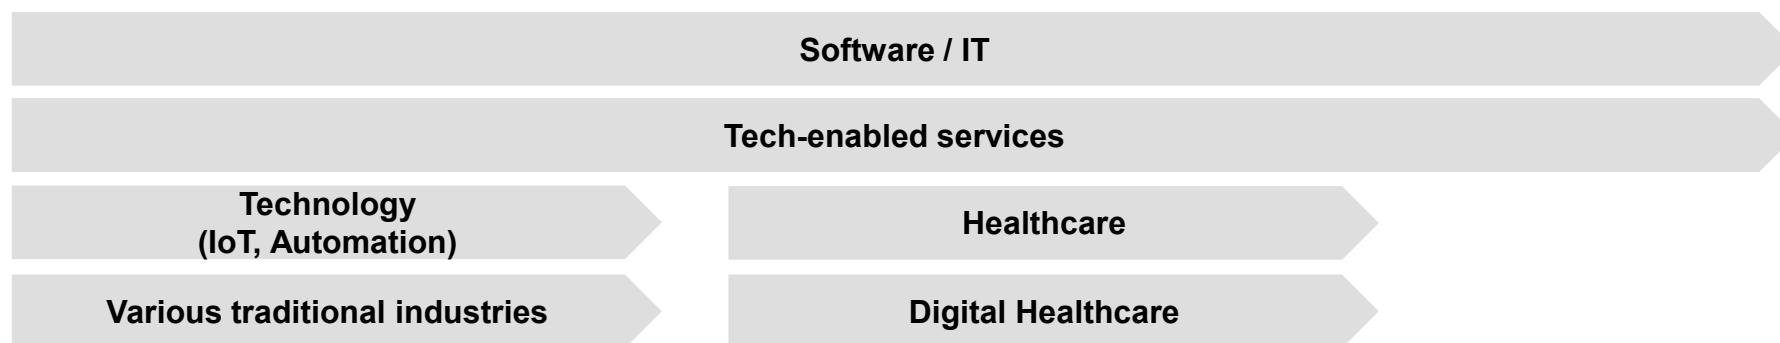 Software / IT
Tech-enabled services
Technology
(IoT, Automation)
Healthcare
Various traditional industries
Digital Healthcare